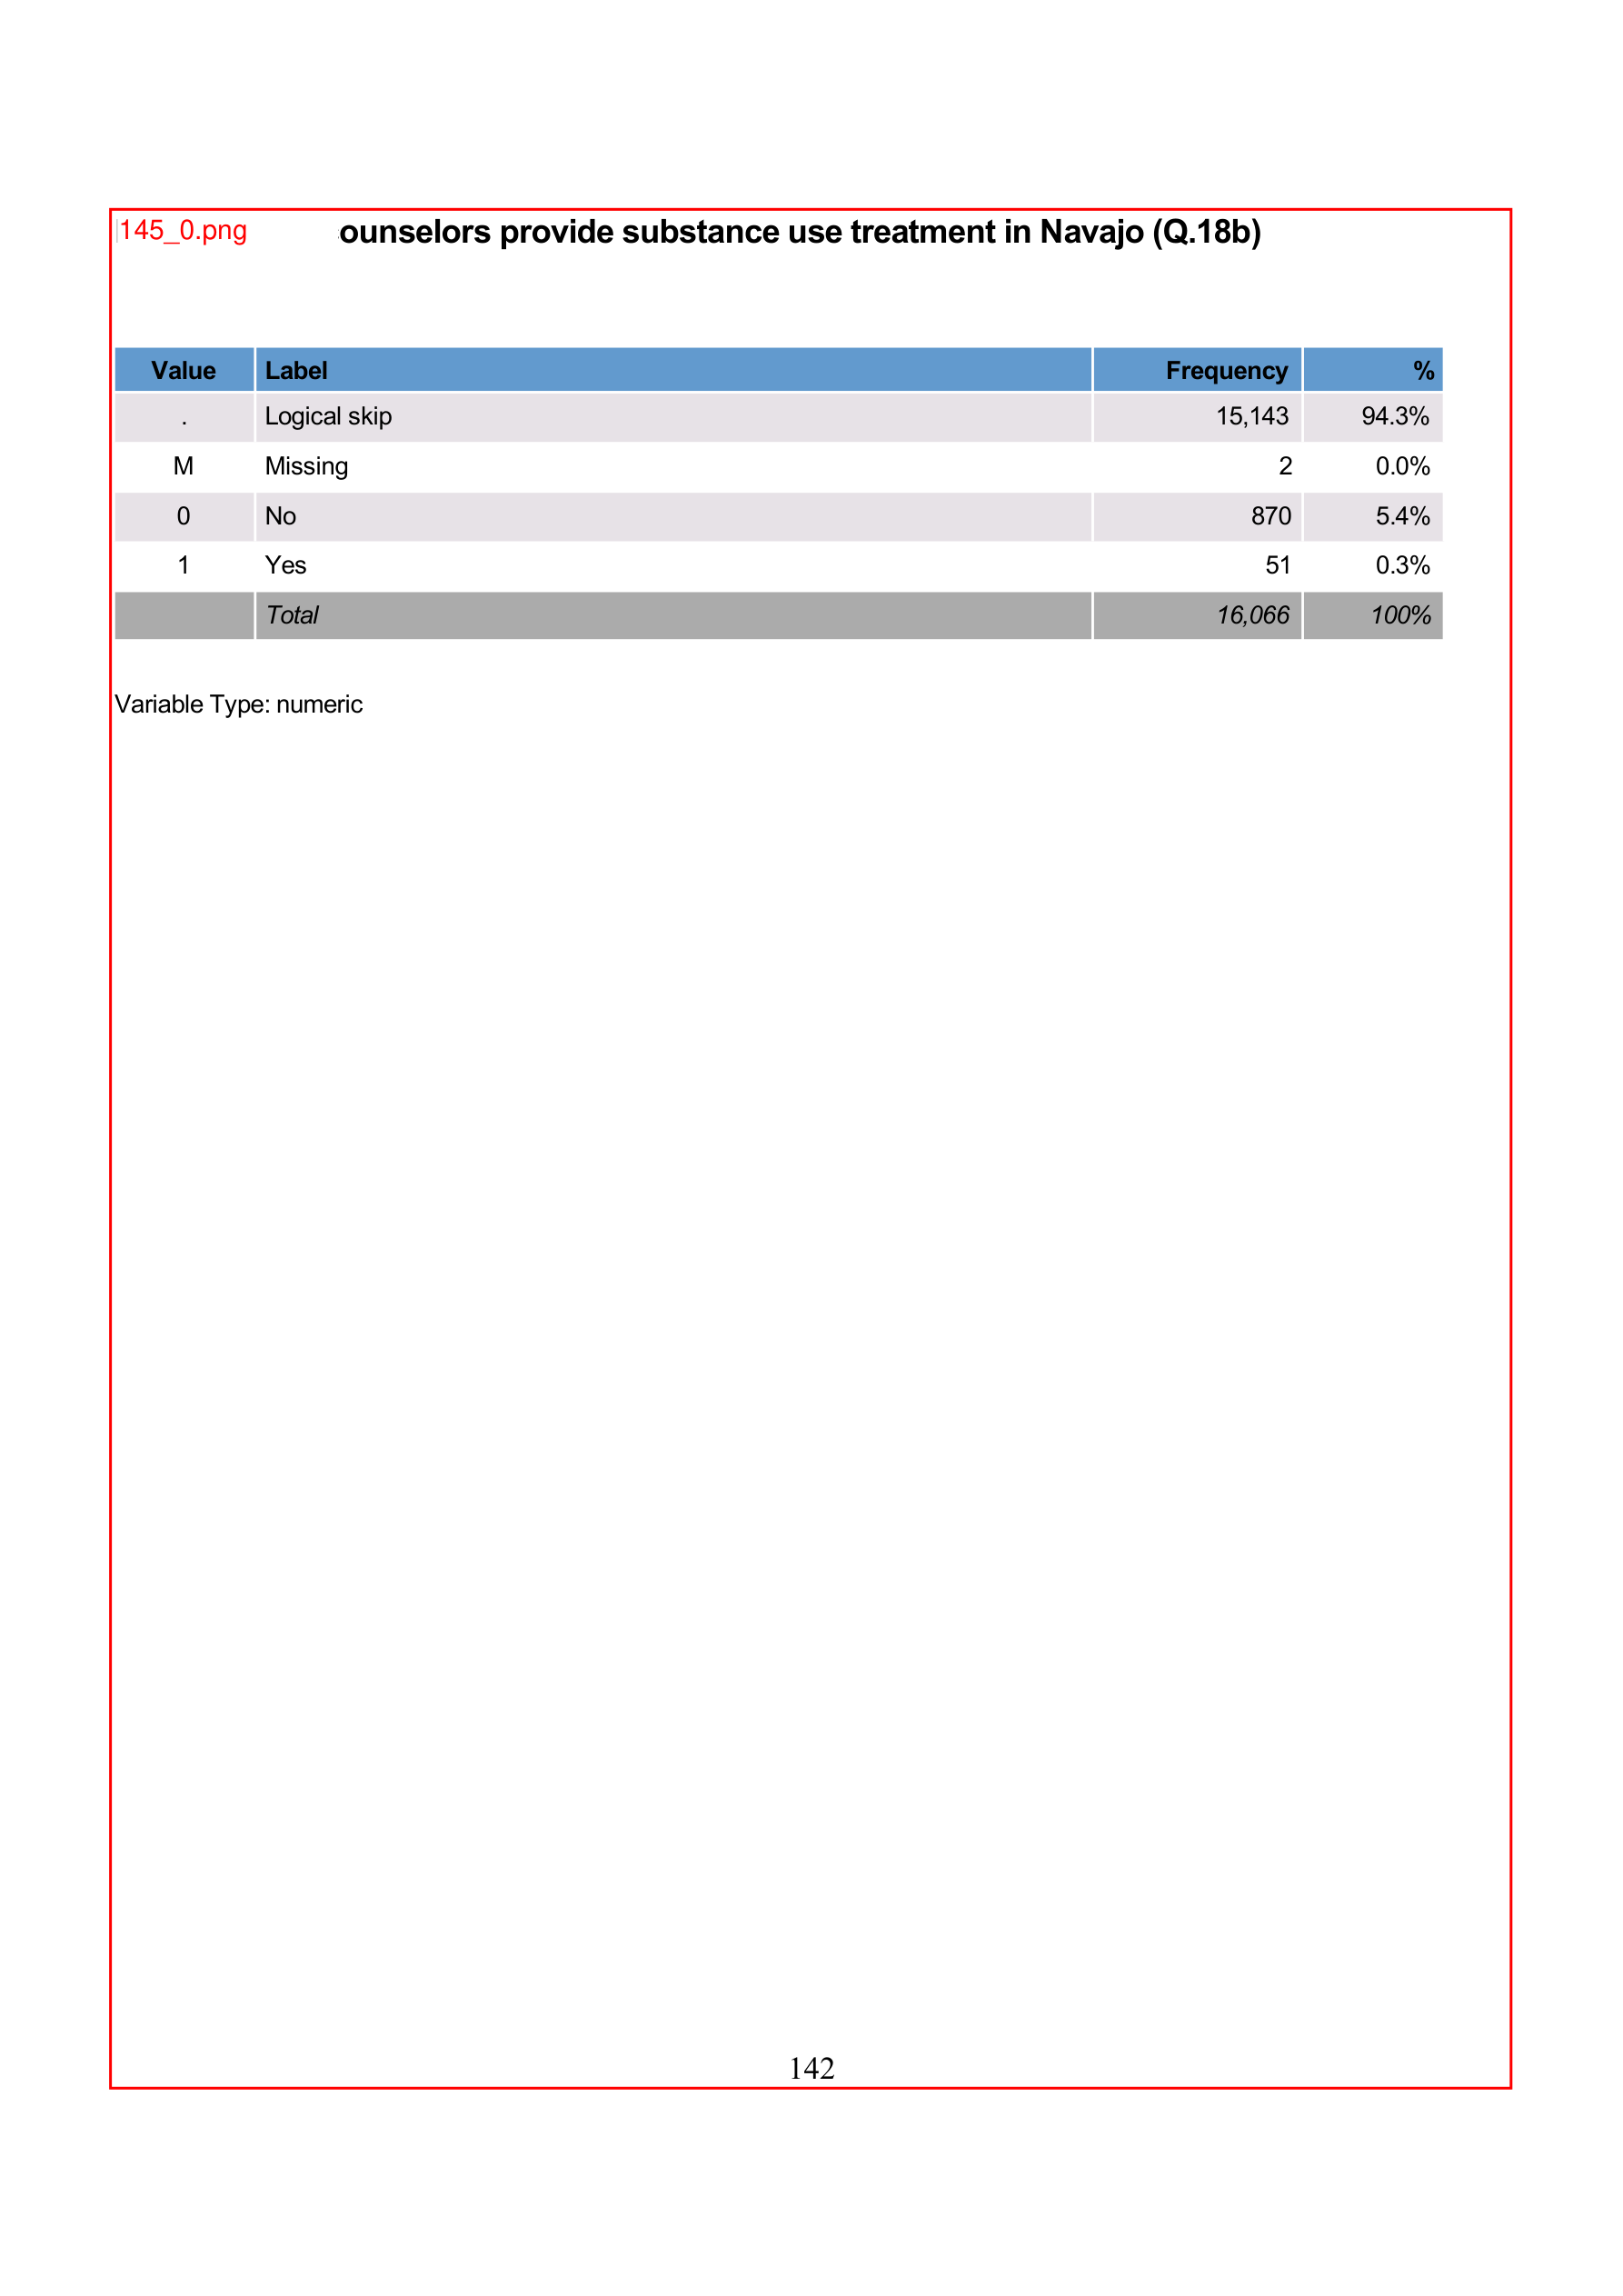 145_0.png ounselors provide substance use treatment in Navajo (Q.18b)
Value Label Frequency %
. Logical skip 15,143 94.3%
M Missing 2 0.0%
0 No 870 5.4%
1 Yes 51 0.3%
Total 16,066 100%
Variable Type: numeric
142